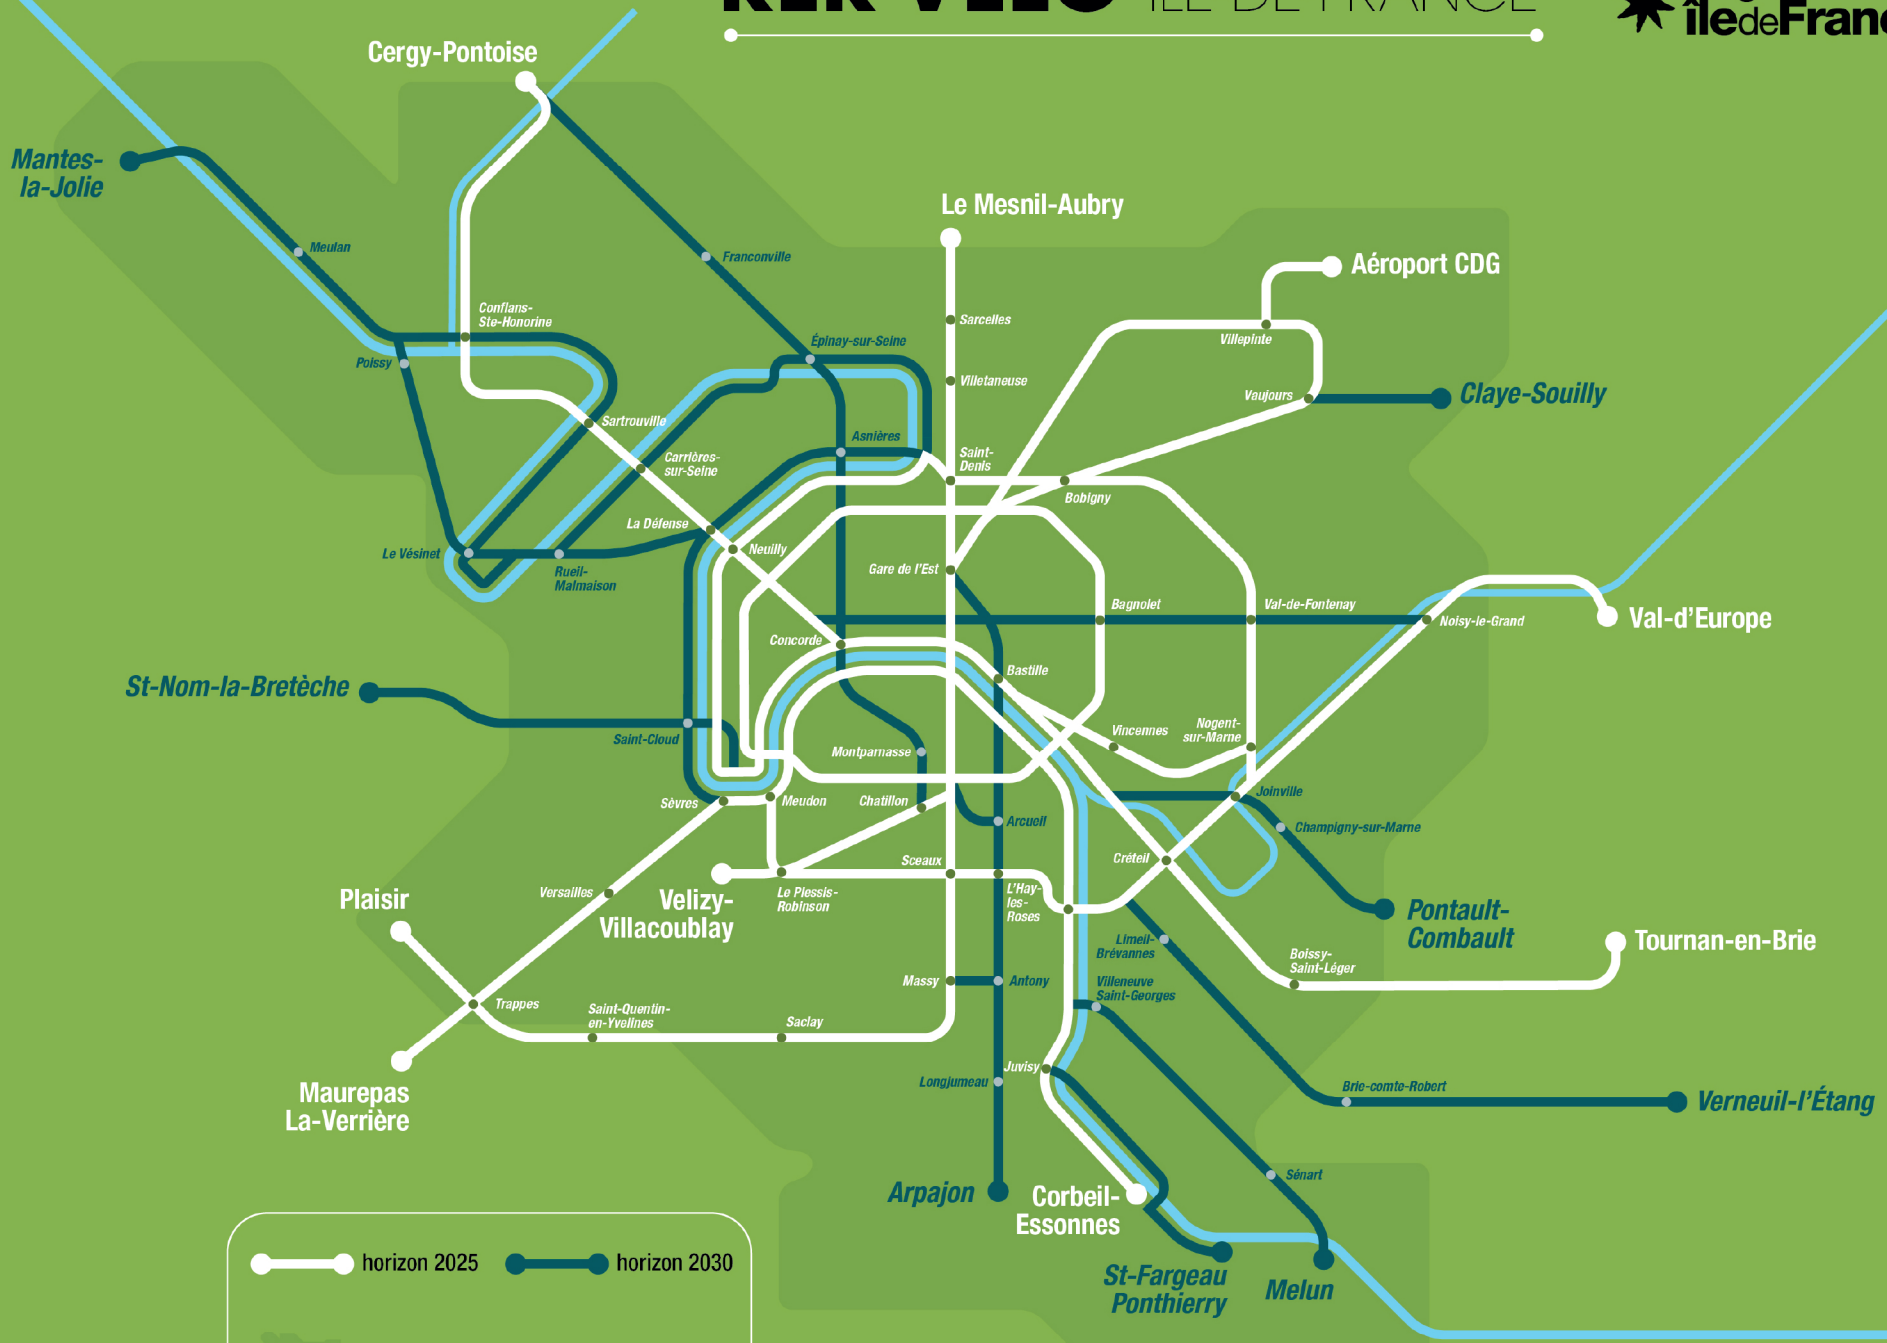 RER VÉLO ÎLE-DE-FRANCE
îledeFrance
Cergy-Pontoise
Mantes-
la-Jolie
Meulan
Franconville
Le Mesnil-Aubry
Aéroport CDG
Conflans-
Ste-Honorine
Sarcelles
Villepinte
Épinay-sur-Seine
Poissy
Villetaneuse
Vaujours
Claye-Souilly
Sartrouville
Asnières
Carrières-
sur-Seine
Saint-
Denis
Bobigny
La Défense
Neuilly
Le Vésinet
Rueil-
Malmaison
Gare de l'Est
Bagnolet
Val-de-Fontenay
Noisy-le-Grand
Val-d'Europe
Concorde
Bastille
St-Nom-la-Bretèche
Saint-Cloud
Montparnasse
Vincennes
Nogent-
sur-Marne
Sèvres
Meudon
Chatillon
Arcueil
Joinville
Champigny-sur-Marne
Sceaux
Créteil
Plaisir
Versailles
Velizy-
Villacoublay
Le Plessis-
Robinson
L'Hay-
les-
Roses
Pontault-
Combault
Limeil-
Brévannes
Tournan-en-Brie
Boissy-
Saint-Léger
Massy
Antony
Villeneuve
Saint-Georges
Trappes
Saint-Quentin-
en-Yvelines
Saclay
Juvisy
Longjumeau
Maurepas
La-Verrière
Brie-comte-Robert
Verneuil-l'Étang
Sénart
Arpajon
Corbeil-
Essonnes
St-Fargeau
Ponthierry
Melun
horizon 2025
horizon 2030